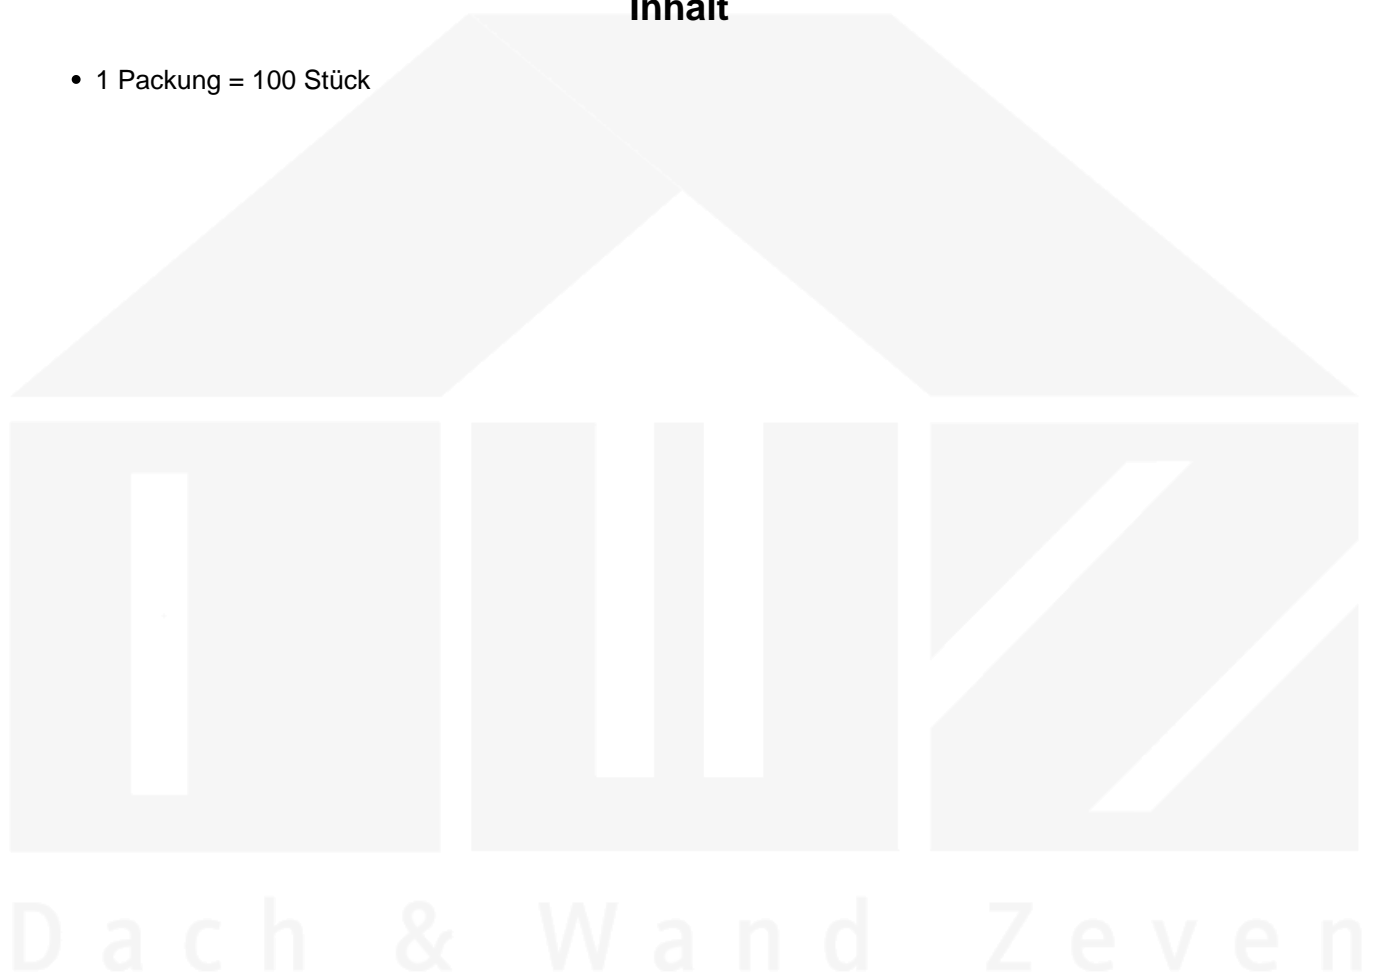 Inhalt
1 Packung = 100 Stück
Dach & Wand Zeven